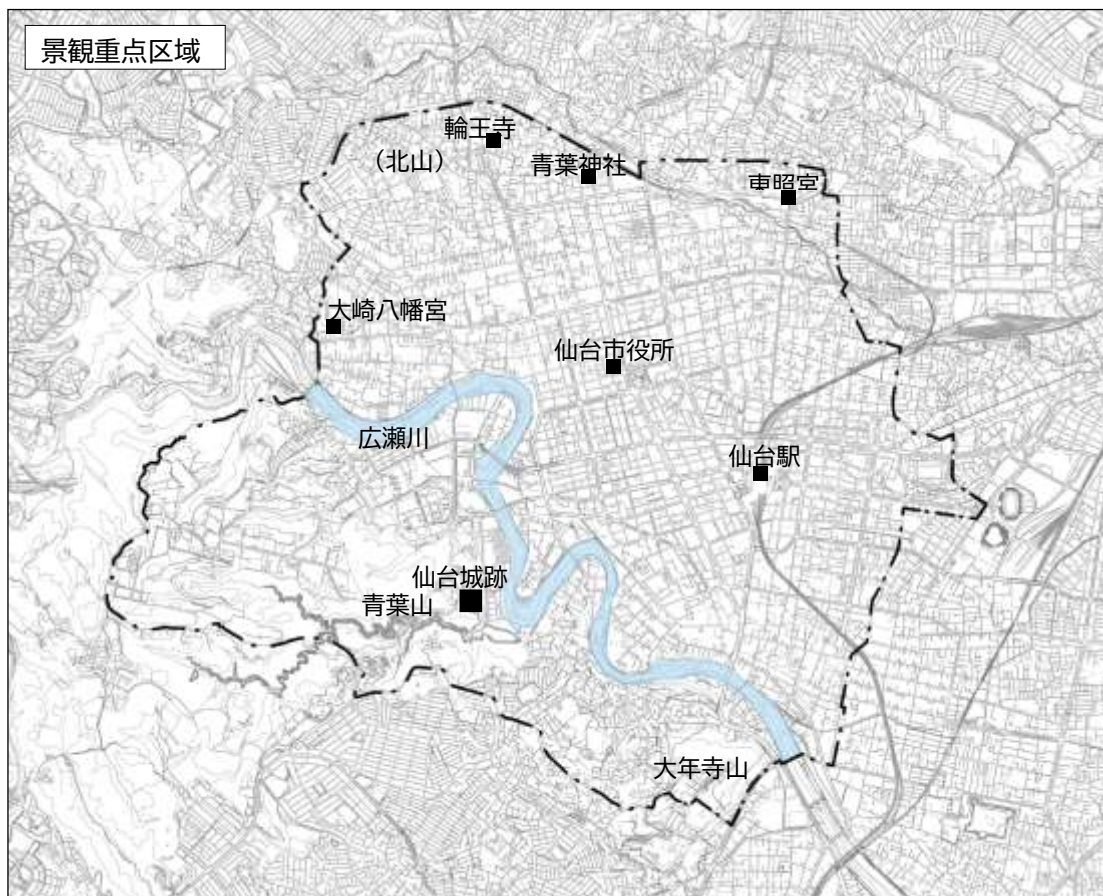 景観重点区域
輪王寺
（北山）
青葉神社
東照宮
大崎八幡宮
仙台市役所
広瀬川
仙台駅
仙台城跡
青葉山
大年寺山